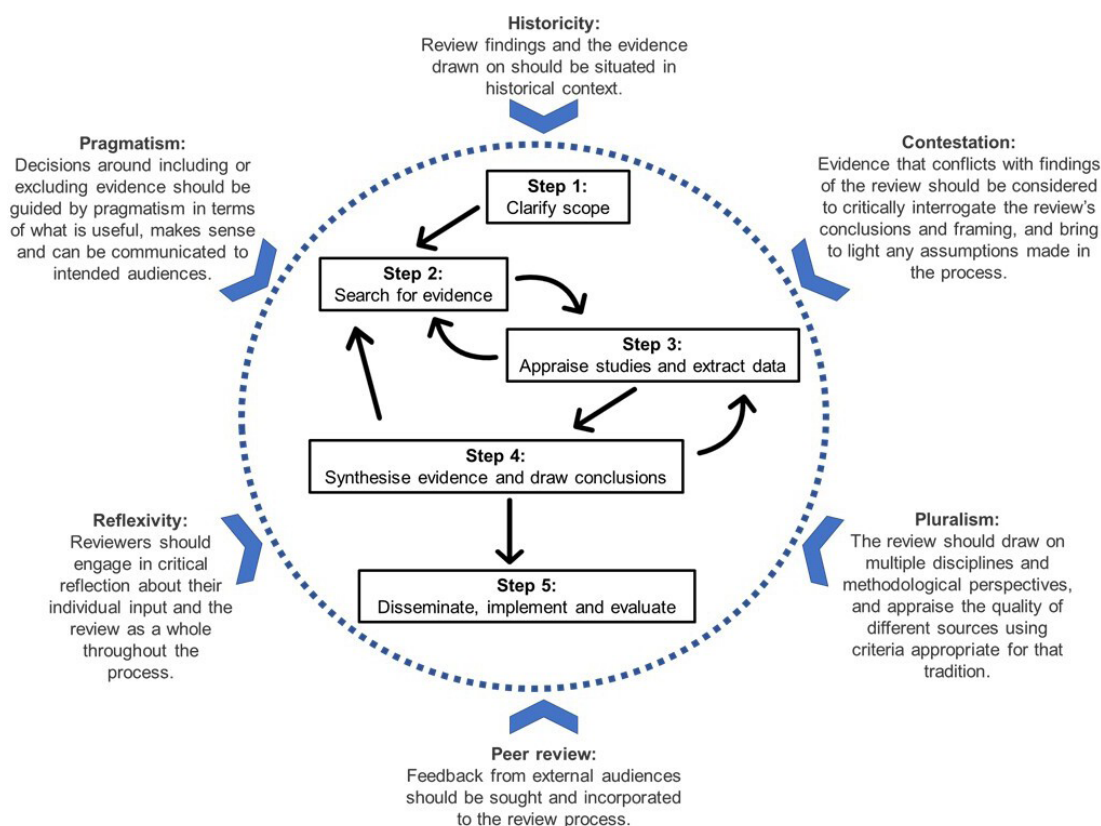 Historicity:
Review findings and the evidence
drawn on should be situated in
historical context.
Pragmatism:
Decisions around including or
excluding evidence should be
guided by pragmatism in terms
of what is useful, makes sense
and can be communicated to
intended audiences.
Contestation:
Evidence that conflicts with findings
of the review should be considered
to critically interrogate the review’s
conclusions and framing, and bring
to light any assumptions made in
the process.
Step 1:
Clarify scope
Step 2:
Search for evidence
Step 3:
Appraise studies and extract data
Step 4:
Synthesise evidence and draw conclusions
Step 5:
Disseminate, implement and evaluate
Reflexivity:
Reviewers should
engage in critical
reflection about their
individual input and the
review as a whole
throughout the
process.
Pluralism:
The review should draw on
multiple disciplines and
methodological perspectives,
and appraise the quality of
different sources using
criteria appropriate for that
tradition.
Peer review:
Feedback from external audiences
should be sought and incorporated
to the review process.